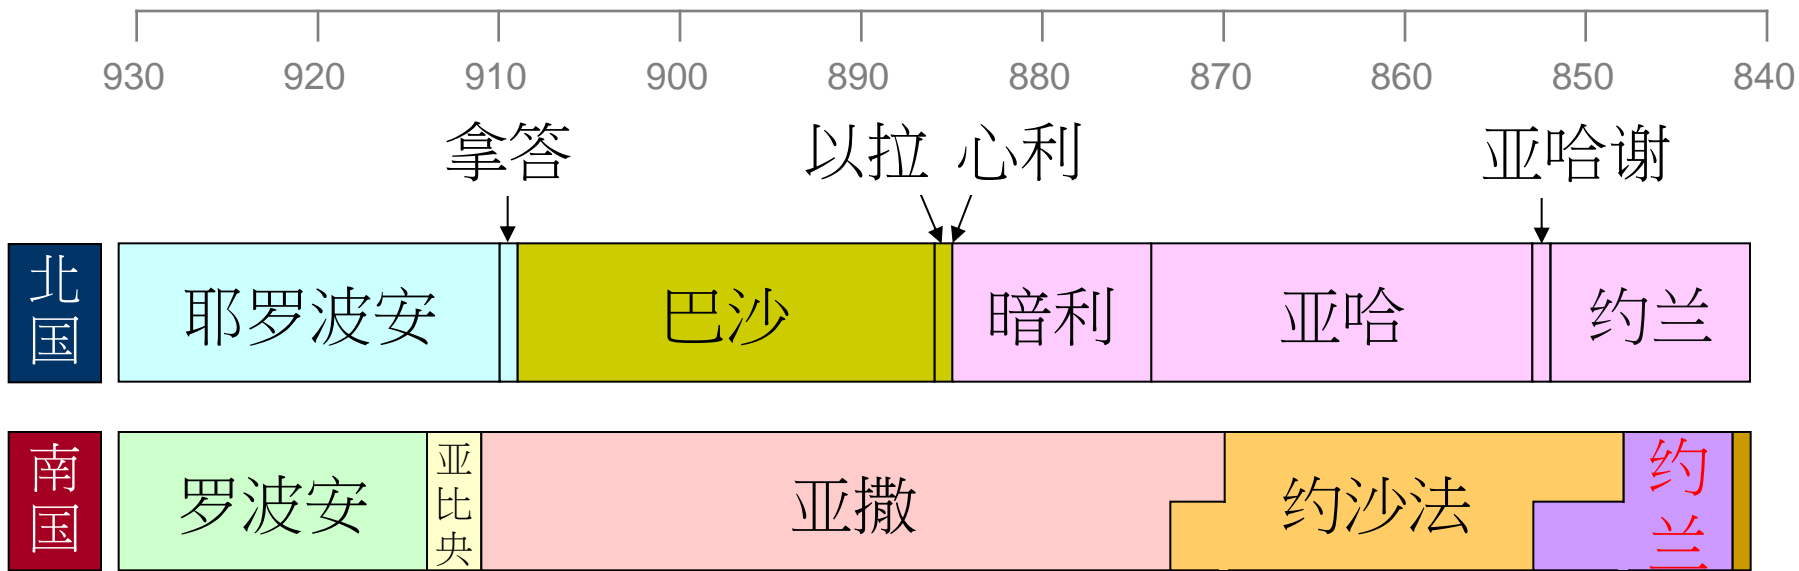 930 920 910 900 890 880 870 860 850 840
拿答 以拉 心利 亚哈谢
北国 耶罗波安 巴沙 暗利 亚哈 约兰
南国 罗波安 亚比央 亚撒 约沙法 约兰